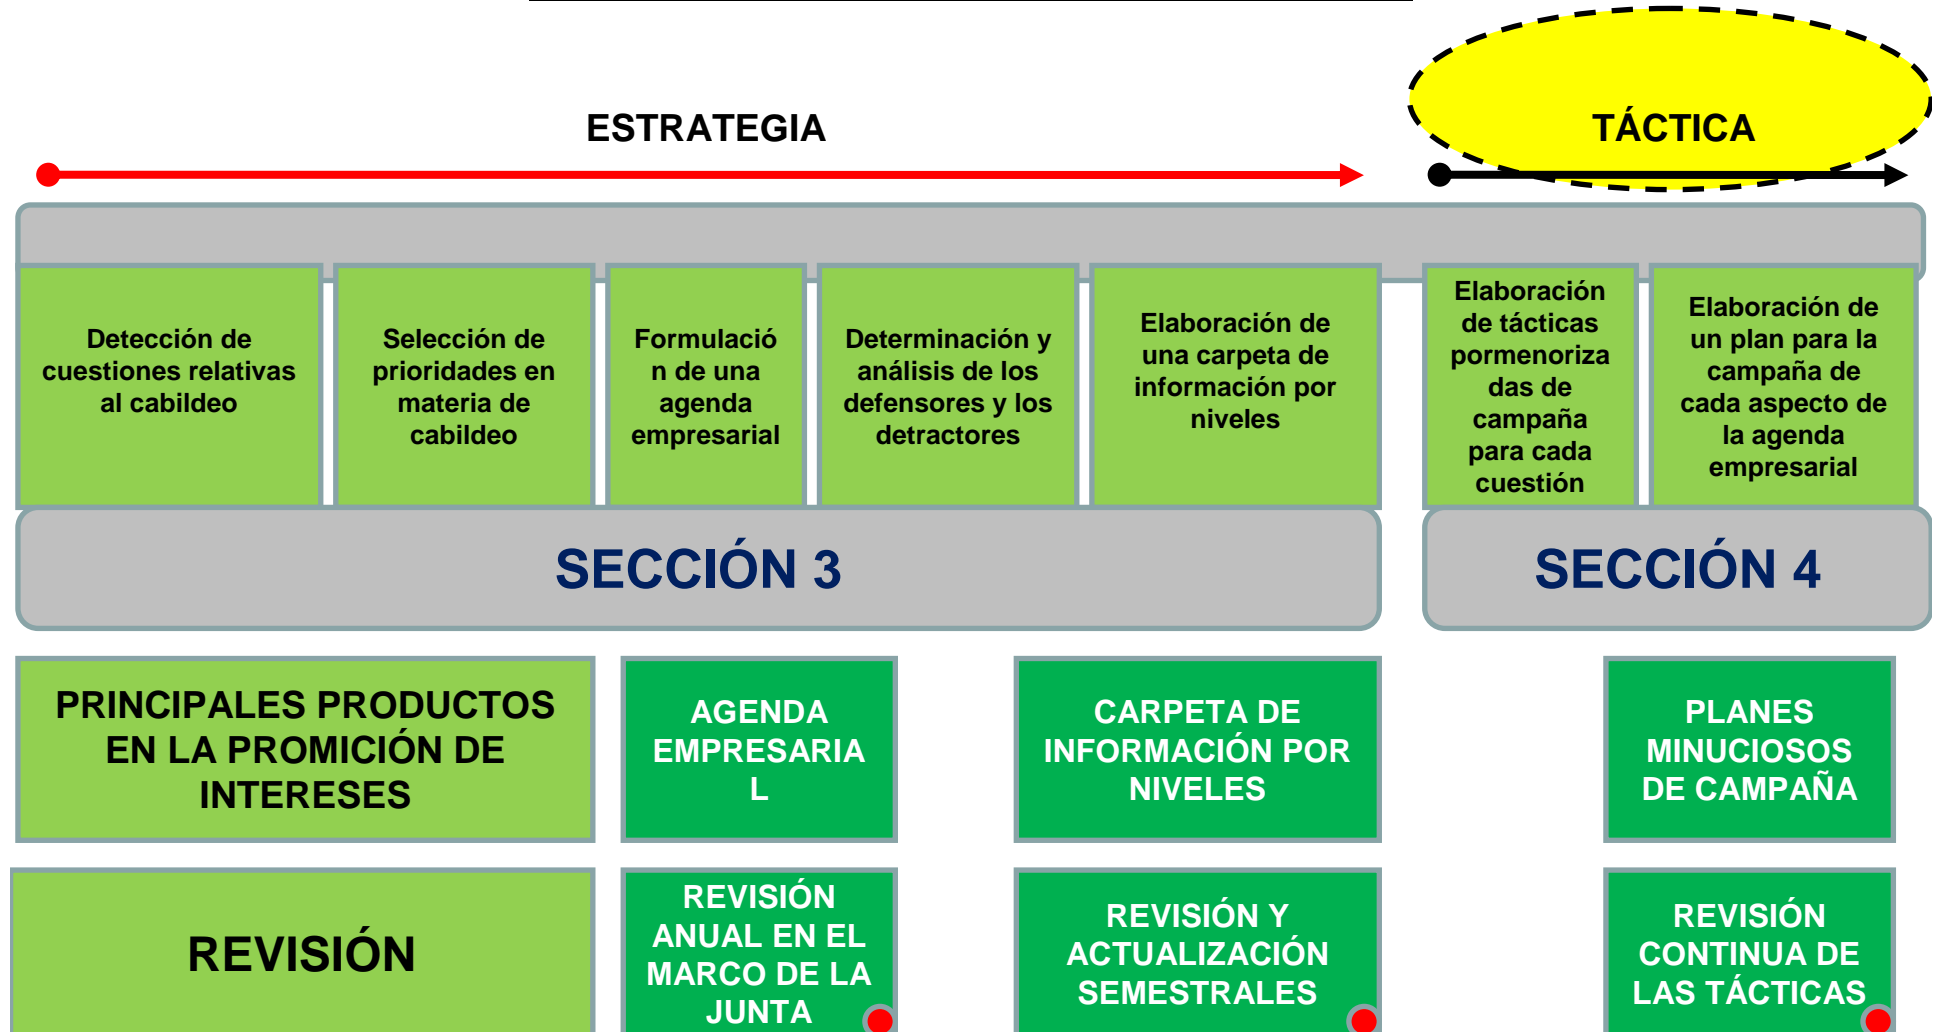 ESTRATEGIA
TÁCTICA
Detección de
cuestiones relativas
al cabildeo
Selección de
prioridades en
materia de
cabildeo
Formulació
n de una
agenda
empresarial
Determinación y
análisis de los
defensores y los
detractores
Elaboración de
una carpeta de
información por
niveles
Elaboración
de tácticas
pormenoriza
das de
campaña
para cada
cuestión
Elaboración de
un plan para la
campaña de
cada aspecto de
la agenda
empresarial
SECCIÓN 3
SECCIÓN 4
PRINCIPALES PRODUCTOS
EN LA PROMICIÓN DE
INTERESES
AGENDA
EMPRESARIA
L
CARPETA DE
INFORMACIÓN POR
NIVELES
PLANES
MINUCIOSOS
DE CAMPAÑA
REVISIÓN
REVISIÓN
ANUAL EN EL
MARCO DE LA
JUNTA
REVISIÓN Y
ACTUALIZACIÓN
SEMESTRALES
REVISIÓN
CONTINUA DE
LAS TÁCTICAS